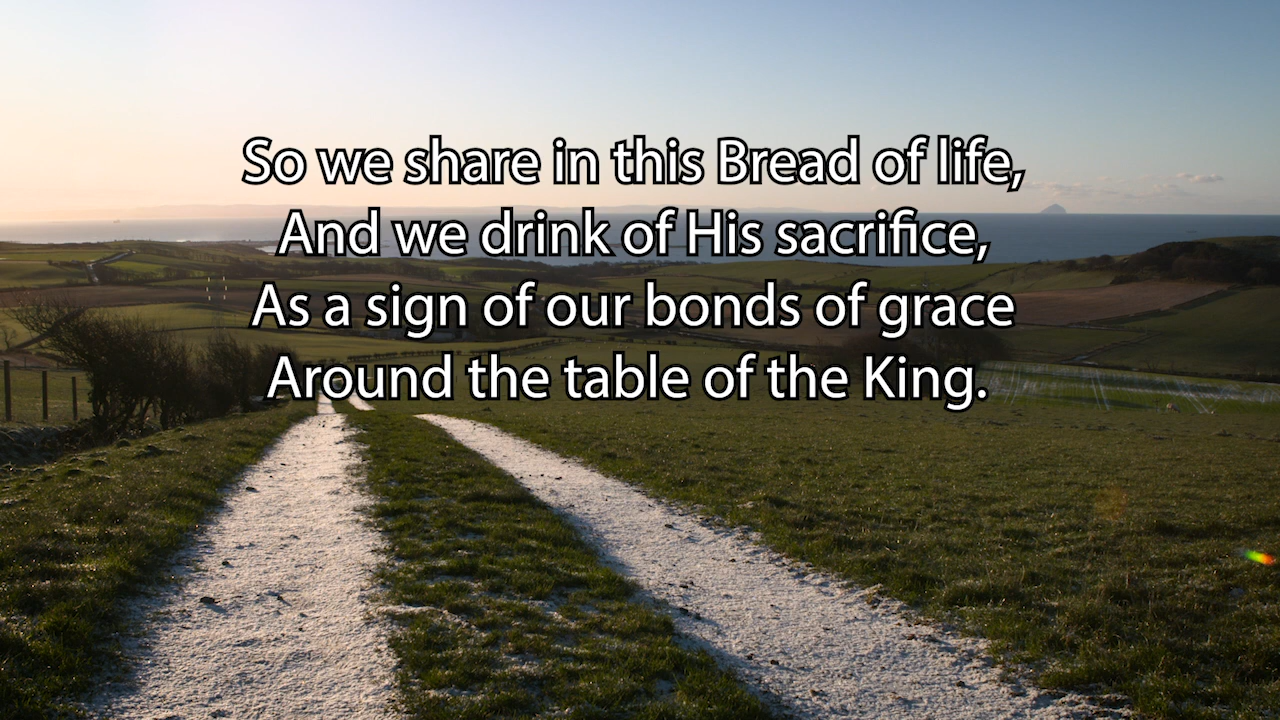 So we share in this Bread of life,
And we drink of His sacrifice,
As a sign of our bonds of grace
Around the table of the King.